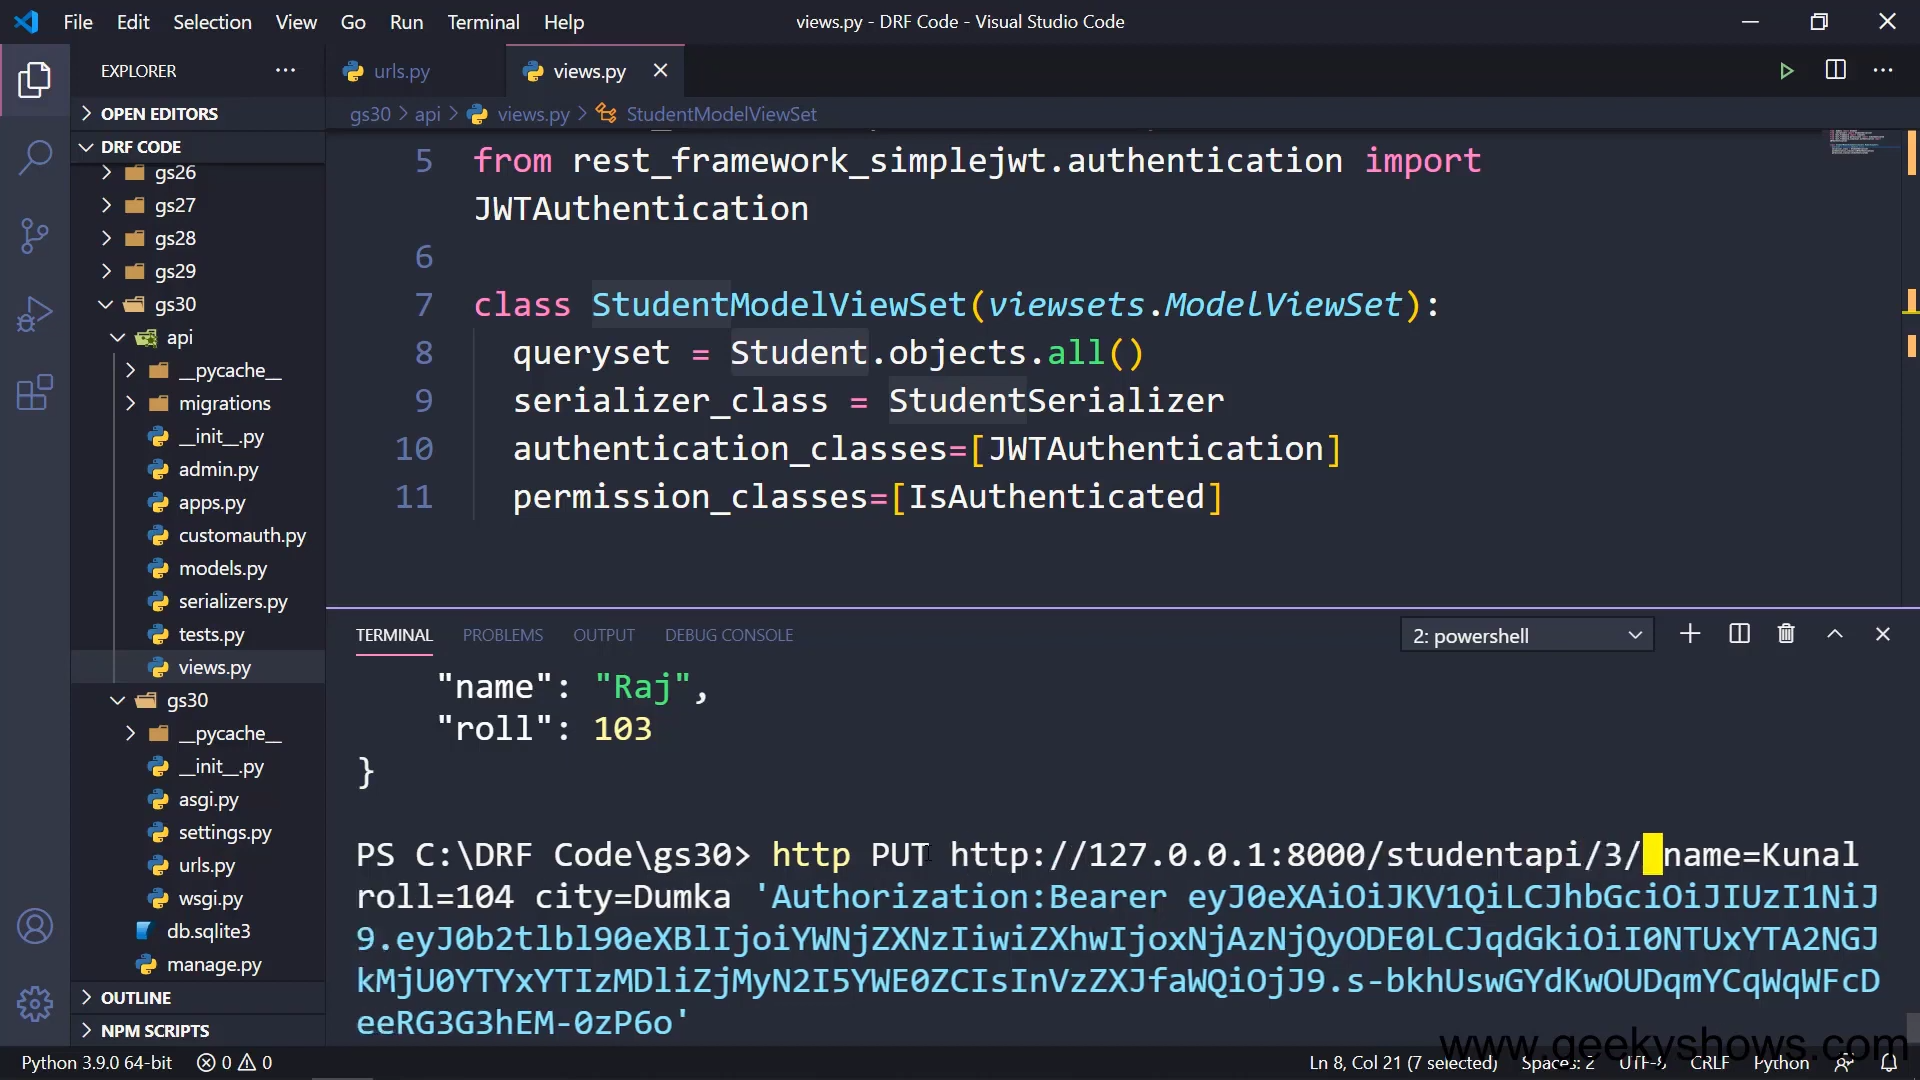 File Edit Selection View Go Run Terminal Help
views.py - DRF Code - Visual Studio Code
EXPLORER
urls.py
views.py
OPEN EDITORS
gs30 > api > views.py > StudentModelViewSet
DRF CODE
gs26
gs27
gs28
gs29
gs30
api
__pycache__
migrations
__init__.py
admin.py
apps.py
customauth.py
models.py
serializers.py
tests.py
views.py
gs30
__pycache__
__init__.py
asgi.py
settings.py
urls.py
wsgi.py
db.sqlite3
manage.py
OUTLINE
NPM SCRIPTS
5 from rest_framework_simplejwt.authentication import
JWTAuthentication
6
7 class StudentModelViewSet(viewsets.ModelViewSet):
8 queryset = Student.objects.all()
9 serializer_class = StudentSerializer
10 authentication_classes=[JWTAuthentication]
11 permission_classes=[IsAuthenticated]
TERMINAL PROBLEMS OUTPUT DEBUG CONSOLE
2: powershell
"name": "Raj",
"roll": 103
}
PS C:\DRF Code\gs30> http PUT http://127.0.0.1:8000/studentapi/3/ name=Kunal
roll=104 city=Dumka 'Authorization:Bearer eyJ0eXAiOiJKV1QiLCJhbGciOiJIUzI1NiJ
9.eyJ0b2tlbl90eXBlIjoiYWNjZXNzIiwiZXhwIjoxNjAzNjQyODE0LCJqdGkiOiI0NTUxYTA2NGJ
kMjU0YTYxYTIzMDliZjMyN2I5YWE0ZCIsInVzZXJfaWQiOjJ9.s-bkhUswGYdKwOUDqmYCqWqWFcD
eeRG3G3hEM-0zP6o'
www.geekyshows.com
Python 3.9.0 64-bit 0 0
Ln 8, Col 21 (7 selected) Spaces: 2 UTF-8 CRLF Python